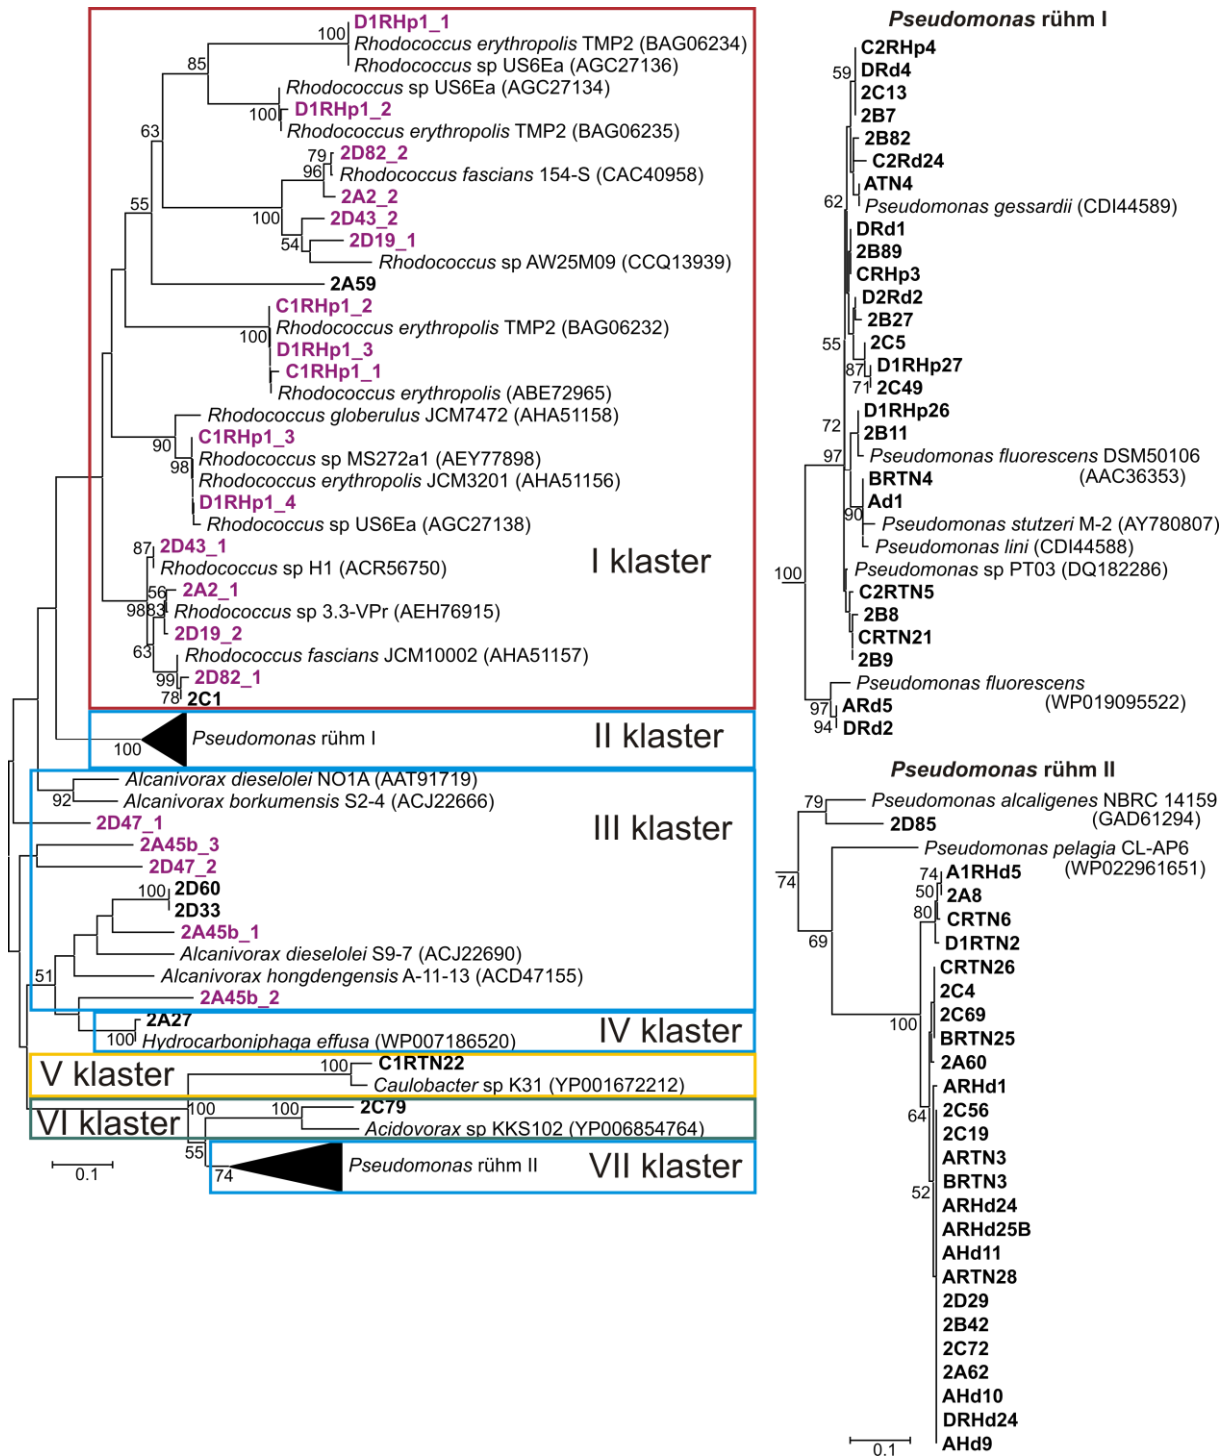 D1RHp1_1
100
Rhodococcus erythropolis TMP2 (BAG06234)
Rhodococcus sp US6Ea (AGC27136)
85
Rhodococcus sp US6Ea (AGC27134)
D1RHp1_2
100
Rhodococcus erythropolis TMP2 (BAG06235)
63
2D82_2
79
Rhodococcus fascians 154-S (CAC40958)
96
2A2_2
55
100
2D43_2
2D19_1
54
Rhodococcus sp AW25M09 (CCQ13939)
2A59
C1RHp1_2
Rhodococcus erythropolis TMP2 (BAG06232)
100
D1RHp1_3
C1RHp1_1
Rhodococcus erythropolis (ABE72965)
Rhodococcus globerulus JCM7472 (AHA51158)
C1RHp1_3
90
Rhodococcus sp MS272a1 (AEY77898)
98
Rhodococcus erythropolis JCM3201 (AHA51156)
D1RHp1_4
Rhodococcus sp US6Ea (AGC27138)
2D43_1
87
I klaster
Rhodococcus sp H1 (ACR56750)
2A2_1
56
9883
Rhodococcus sp 3.3-VPr (AEH76915)
2D19_2
63
Rhodococcus fascians JCM10002 (AHA51157)
99
2D82_1
78
2C1
100
Pseudomonas rühm I
II klaster
Alcanivorax dieselolei NO1A (AAT91719)
92
Alcanivorax borkumensis S2-4 (ACJ22666)
III klaster
2D47_1
2A45b_3
2D47_2
100
2D60
2D33
2A45b_1
Alcanivorax dieselolei S9-7 (ACJ22690)
51
Alcanivorax hongdengensis A-11-13 (ACD47155)
2A45b_2
2A27
100
Hydrocarboniphaga effusa (WP007186520)
IV klaster
V klaster
C1RTN22
100
Caulobacter sp K31 (YP001672212)
100
VI klaster
100
2C79
Acidovorax sp KKS102 (YP006854764)
55
74
Pseudomonas rühm II
VII klaster
0.1
Pseudomonas rühm I
C2RHp4
59
DRd4
2C13
2B7
2B82
C2Rd24
ATN4
62
Pseudomonas gessardii (CDI44589)
DRd1
2B89
CRHp3
D2Rd2
2B27
55
2C5
87
D1RHp27
71
2C49
D1RHp26
72
2B11
97
Pseudomonas fluorescens DSM50106
(AAC36353)
BRTN4
Ad1
90
Pseudomonas stutzeri M-2 (AY780807)
Pseudomonas lini (CDI44588)
100
Pseudomonas sp PT03 (DQ182286)
C2RTN5
2B8
CRTN21
2B9
Pseudomonas fluorescens
(WP019095522)
97
ARd5
94
DRd2
Pseudomonas rühm II
79
Pseudomonas alcaligenes NBRC 14159
(GAD61294)
2D85
Pseudomonas pelagia CL-AP6
(WP022961651)
74
74
A1RHd5
50
2A8
80
CRTN6
69
D1RTN2
CRTN26
2C4
100
2C69
BRTN25
2A60
ARHd1
64
2C56
2C19
ARTN3
52
BRTN3
ARHd24
ARHd25B
AHd11
ARTN28
2D29
2B42
2C72
2A62
AHd10
DRHd24
AHd9
0.1